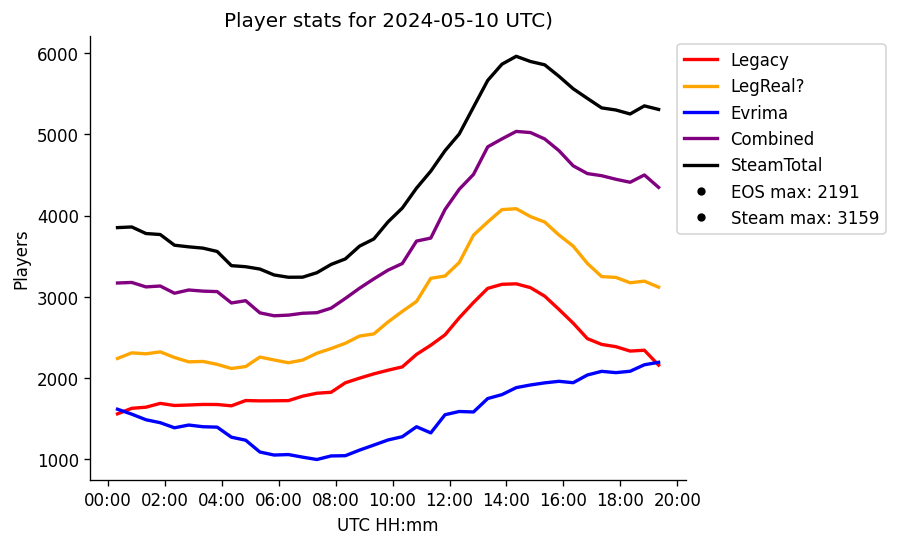 Player stats for 2024-05-10 UTC)
Legacy
LegReal?
Evrima
Combined
SteamTotal
EOS max: 2191
Steam max: 3159
Players
6000
5000
4000
3000
2000
1000
00:00 02:00 04:00 06:00 08:00 10:00 12:00 14:00 16:00 18:00 20:00
UTC HH:mm